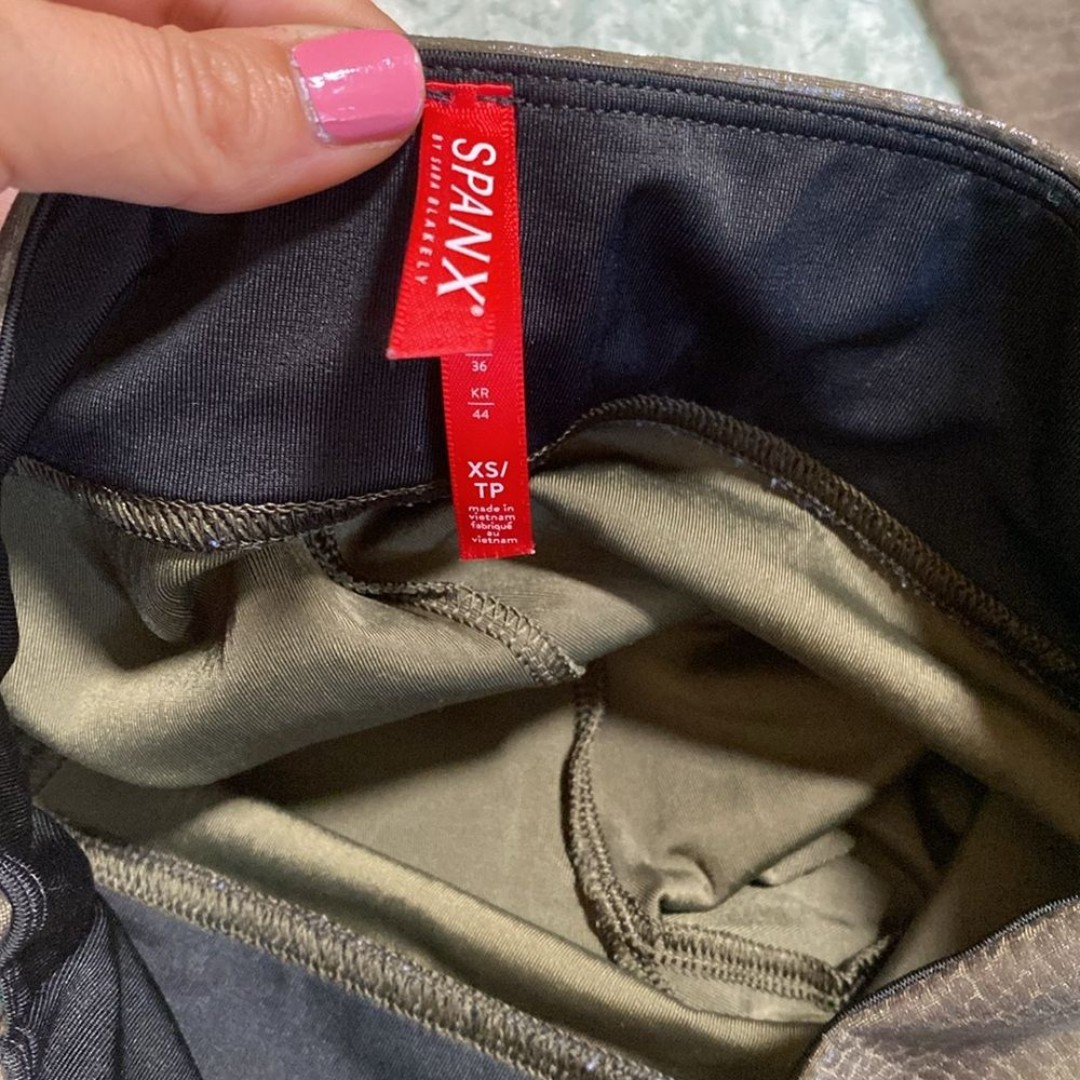 SPANX®
BY SARA BLAKELY
36
KR
44
XS/
TP
made in
vietnam
fabriqué
au
vietnam